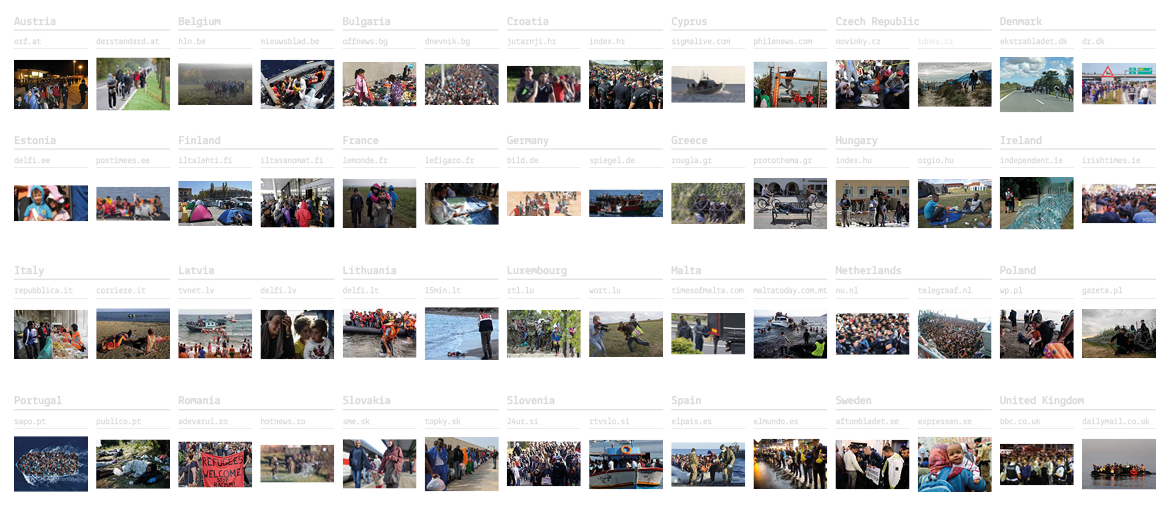 Austria Belgium Bulgaria Croatia Cyprus Czech Republic Denmark
orf.at derstandard.at hln.be nieuwsblad.be offnews.bg dnevnik.bg jutarnji.hr index.hr sigmalive.com philenews.com novinky.cz idnet.cz ekstrabladet.dk dr.dk
Estonia Finland France Germany Greece Hungary Ireland
delfi.ee postimees.ee iltalehti.fi iltasanomat.fi lemonde.fr lefigaro.fr bild.de spiegel.de zougla.gr protothema.gr index.hu origo.hu independent.ie irishtimes.ie
Italy Latvia Lithuania Luxembourg Malta Netherlands Poland
repubblica.it corriere.it tvnet.lv delfi.lv delfi.lt 15min.lt rtl.lu wort.lu timesofmalta.com maltatoday.com.mt nu.nl telegraaf.nl wp.pl gazeta.pl
Portugal Romania Slovakia Slovenia Spain Sweden United Kingdom
sapo.pt publico.pt adevarul.ro hotnews.ro sme.sk topky.sk 24ur.si rtvslo.si elpais.es elmundo.es aftonbladet.se expressen.se bbc.co.uk dailymail.co.uk
REFUGEES
WELCOME